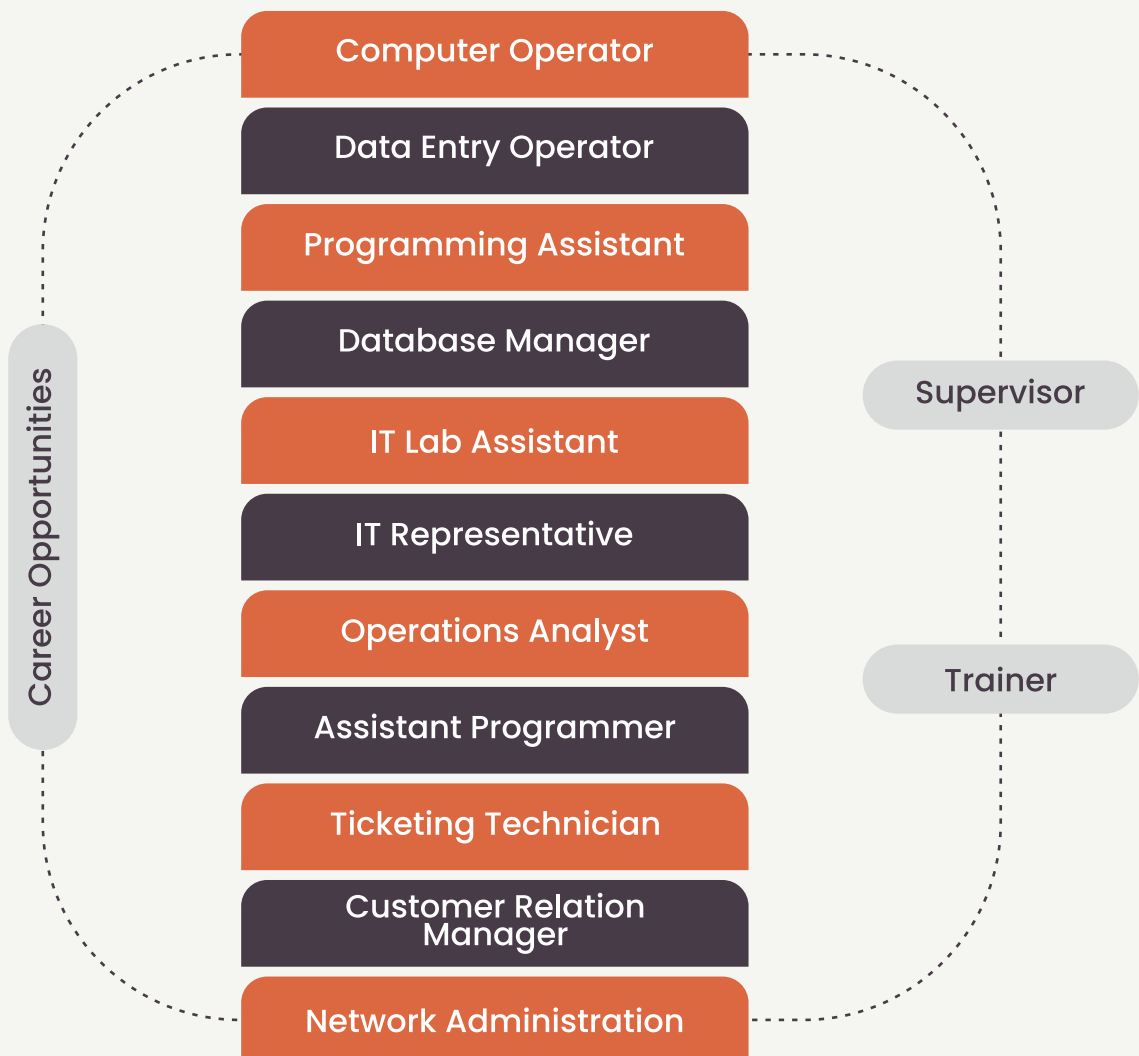 Computer Operator
Data Entry Operator
Programming Assistant
Database Manager
IT Lab Assistant
IT Representative
Operations Analyst
Assistant Programmer
Ticketing Technician
Customer Relation
Manager
Network Administration
Career Opportunities
Supervisor
Trainer